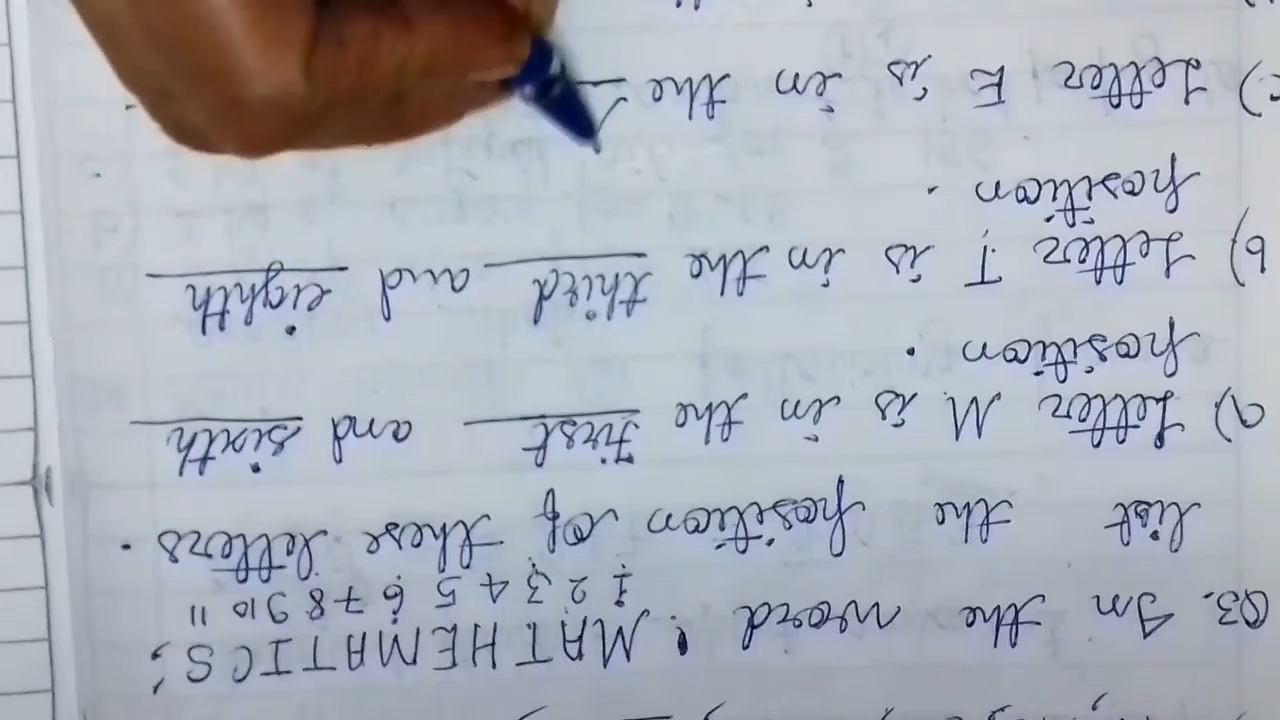 Q3. In the word 'MATHEMATICS',
1 2 3 4 5 6 7 8 9 10 11
list the position of these letters.
a) Letter M is in the first and sixth
position.
b) Letter T is in the third and eighth
position.
c) Letter E is in the